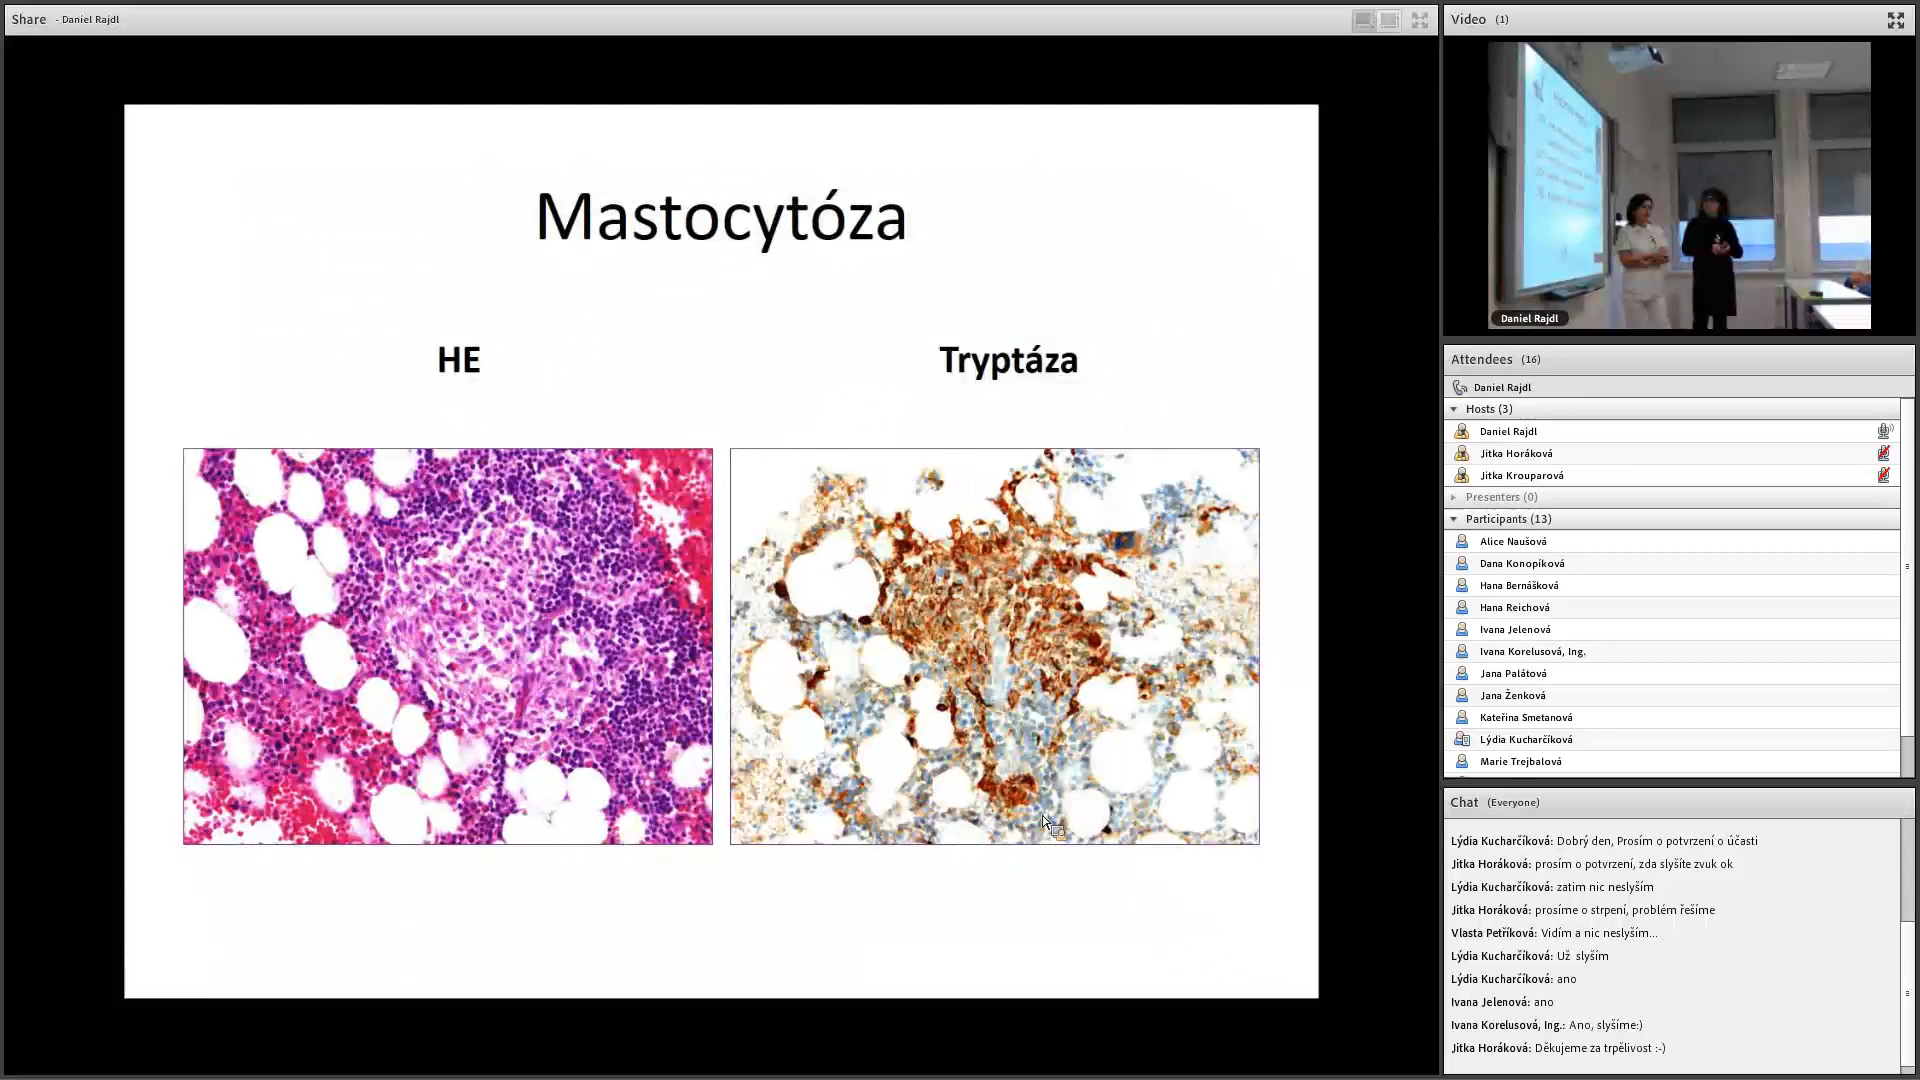 Share - Daniel Rajdl
Mastocytóza
HE
Tryptáza
Video (1)
Daniel Rajdl
Attendees (16)
Daniel Rajdl
Hosts (3)
Daniel Rajdl
Jitka Horáková
Jitka Krouparová
Presenters (0)
Participants (13)
Alice Naušová
Dana Konopíková
Hana Bernášková
Hana Reichová
Ivana Jelenová
Ivana Korelusová, Ing.
Jana Palátová
Jana Ženková
Kateřina Smetanová
Lýdia Kucharčíková
Marie Trejbalová
Chat (Everyone)
Lýdia Kucharčíková: Dobrý den, Prosím o potvrzení o účasti
Jitka Horáková: prosím o potvrzení, zda slyšíte zvuk ok
Lýdia Kucharčíková: zatim nic neslyším
Jitka Horáková: prosíme o strpení, problém řešíme
Vlasta Petříková: Vidím a nic neslyším...
Lýdia Kucharčíková: Už slyším
Lýdia Kucharčíková: ano
Ivana Jelenová: ano
Ivana Korelusová, Ing.: Ano, slyšíme:)
Jitka Horáková: Děkujeme za trpělivost :-)